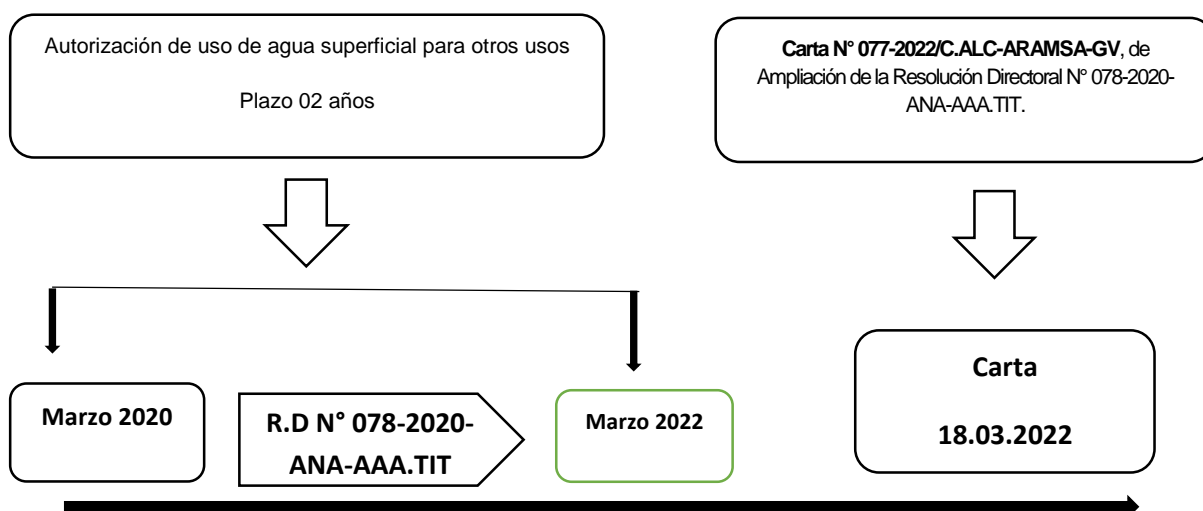 Autorización de uso de agua superficial para otros usos
Plazo 02 años
Carta N° 077-2022/C.ALC-ARAMSA-GV, de
Ampliación de la Resolución Directoral N° 078-2020-
ANA-AAA.TIT.
Marzo 2020
R.D N° 078-2020-
ANA-AAA.TIT
Marzo 2022
Carta
18.03.2022